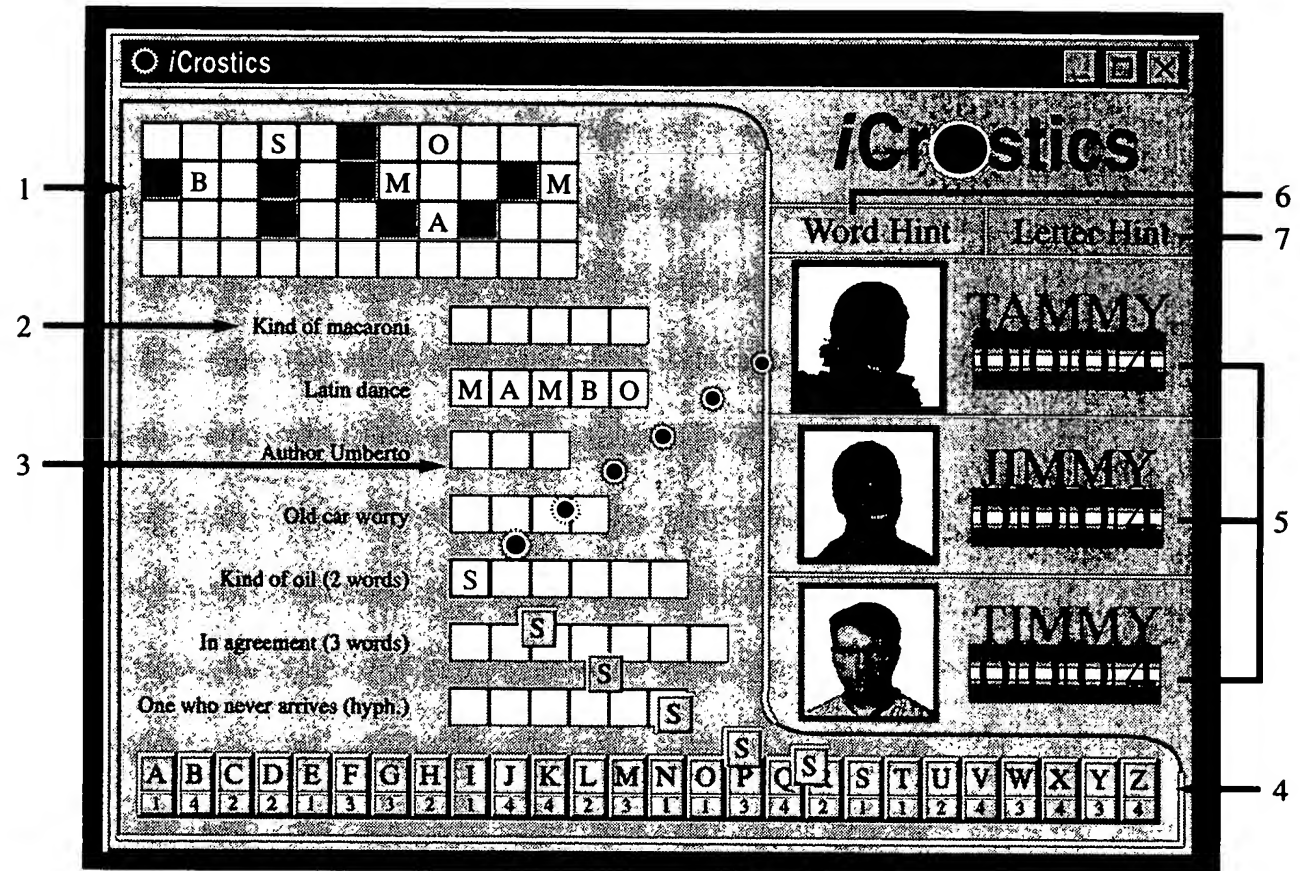 iCrostics
S O
B M M
A
iCrostics
Word Hint Letter Hint
1
6
7
2
Kind of macaroni
Latin dance MAMBO
3
Author Umberto
Old car worry
Kind of oil (2 words) S
In agreement (3 words) S
S
One who never arrives (hyph.) S
S S
TAMMY
JIMMY
TIMMY
5
A B C D E F G H I J K L M N O P Q S T U V W X Y Z
1 4 2 2 1 3 3 2 1 4 4 2 3 1 1 3 4 2 1 1 2 4 3 4 3 4
4